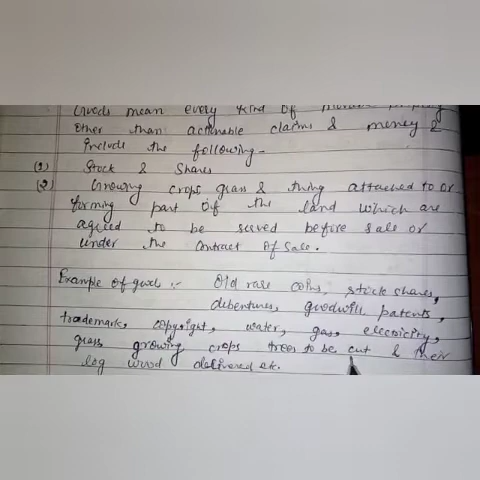 Goods mean every kind of
other than actionable claims & money &
include the following -
(1) Stock & Shares
(2) Growing crops grass & thing attached to or
forming part of the land which are
agreed to be served before sale or
under the contract of sale.
Example of good :- Old rare coins, stock shares,
debentures, goodwill, patents,
trademark, copyright, water, gas, electricity,
grass growing crops trees to be cut & their
log wood delivered etc.